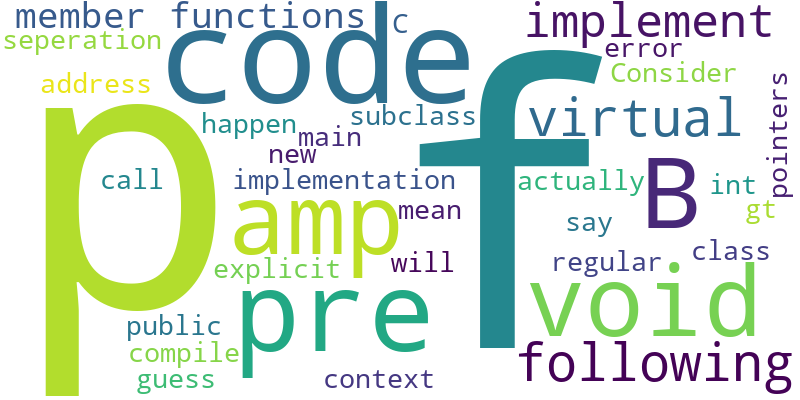 member functions
C
implement
seperation
code
error
Consider
address
p
f
virtual
pointers
happen
subclass
main
new
call
implementation
actually
B
int
amp
mean
say
gt
explicit
will
regular
class
pre
void
public
compile
following
guess
context